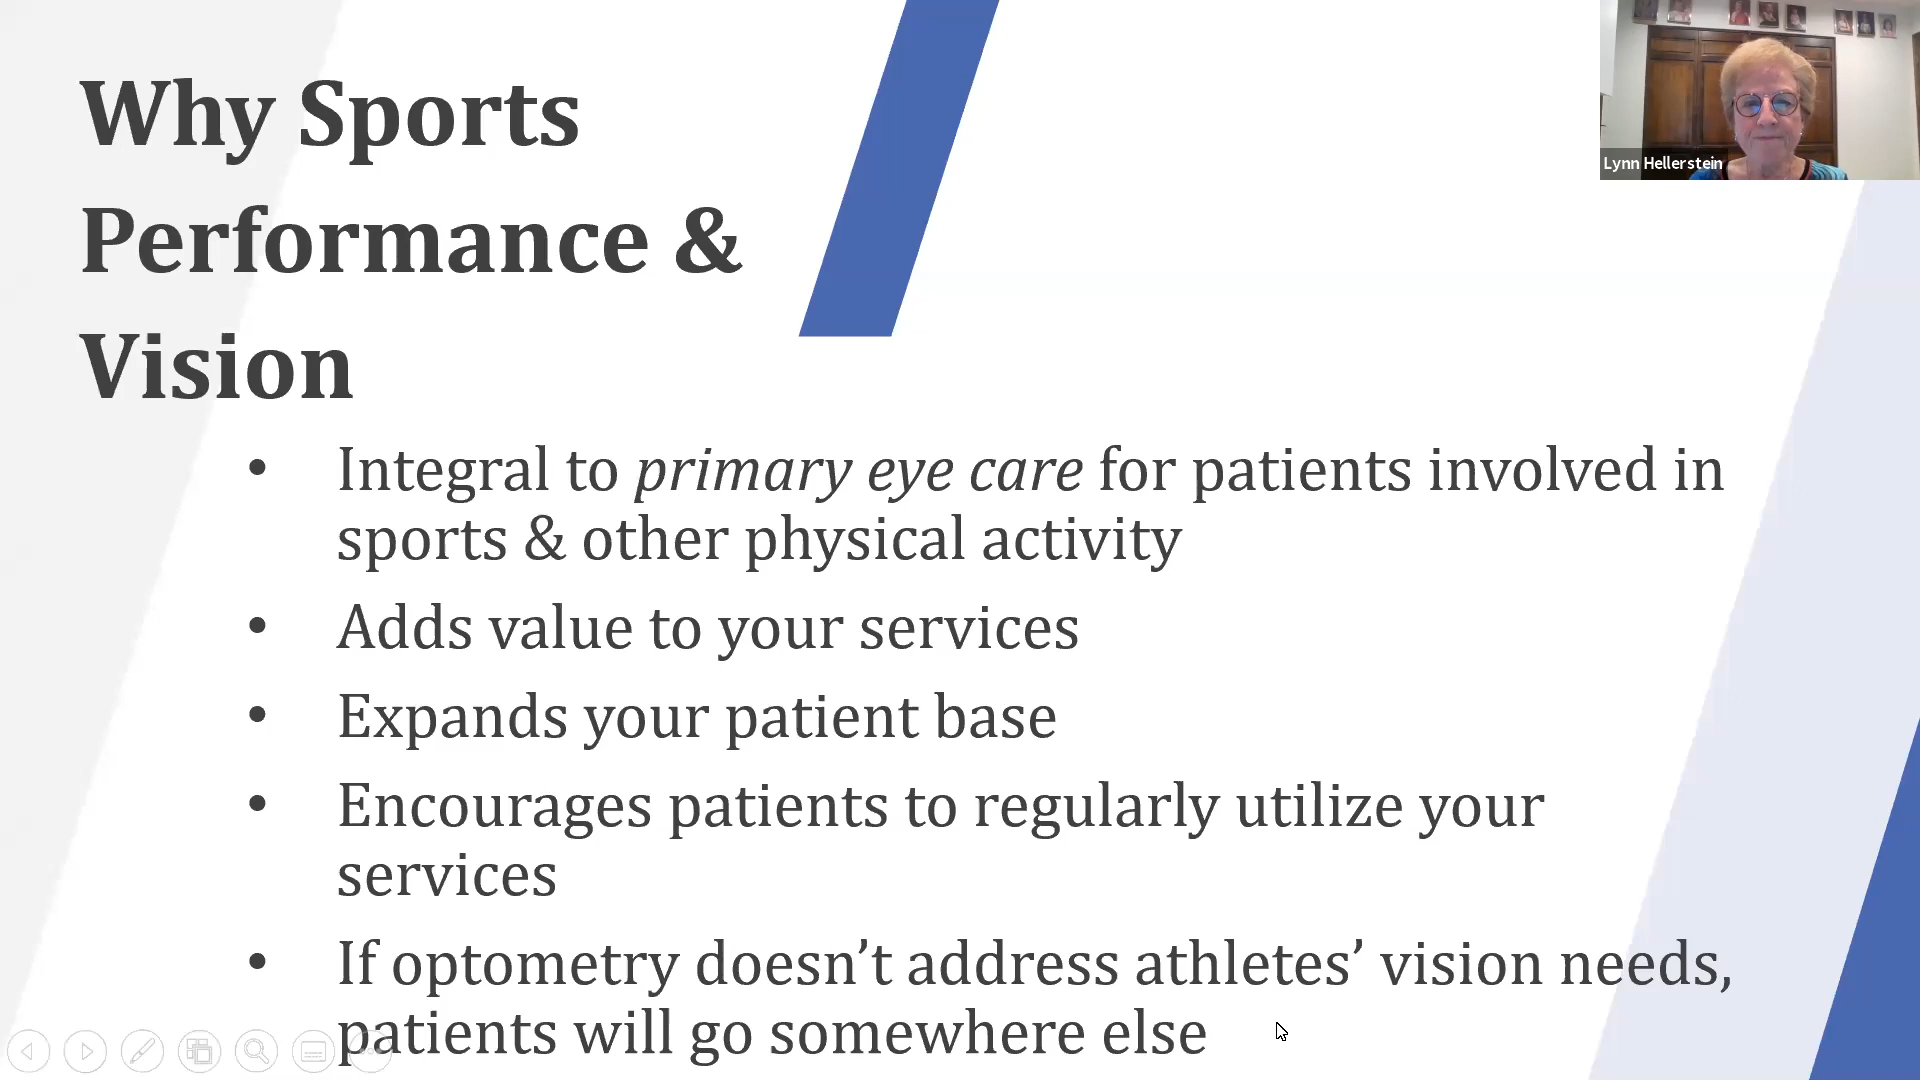 Why Sports
Performance &
Vision
Lynn Hellerstein
• Integral to primary eye care for patients involved in
sports & other physical activity
• Adds value to your services
• Expands your patient base
• Encourages patients to regularly utilize your
services
• If optometry doesn’t address athletes’ vision needs,
patients will go somewhere else